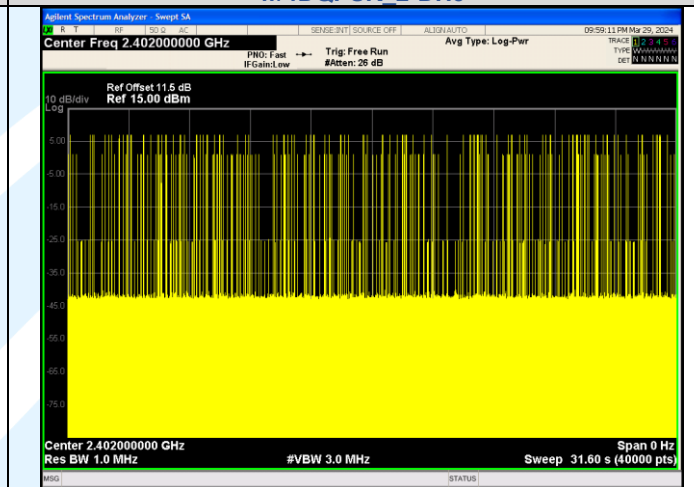 Agilent Spectrum Analyzer - Swept SA
R T RF 50 Ω AC SENSE:INT SOURCE OFF ALIGNAUTO 09:59:11 PM Mar 29, 2024
Center Freq 2.402000000 GHz Avg Type: Log-Pwr TRACE 1 2 3 4 5 6
PNO: Fast Trig: Free Run TYPE
IFGain:Low #Atten: 26 dB DET N N N N N N
Ref Offset 11.5 dB
10 dB/div Ref 15.00 dBm
Log
5.00
-5.00
-15.0
-25.0
-35.0
-45.0
-55.0
-65.0
-75.0
Center 2.402000000 GHz Span 0 Hz
Res BW 1.0 MHz #VBW 3.0 MHz Sweep 31.60 s (40000 pts)
MSG STATUS